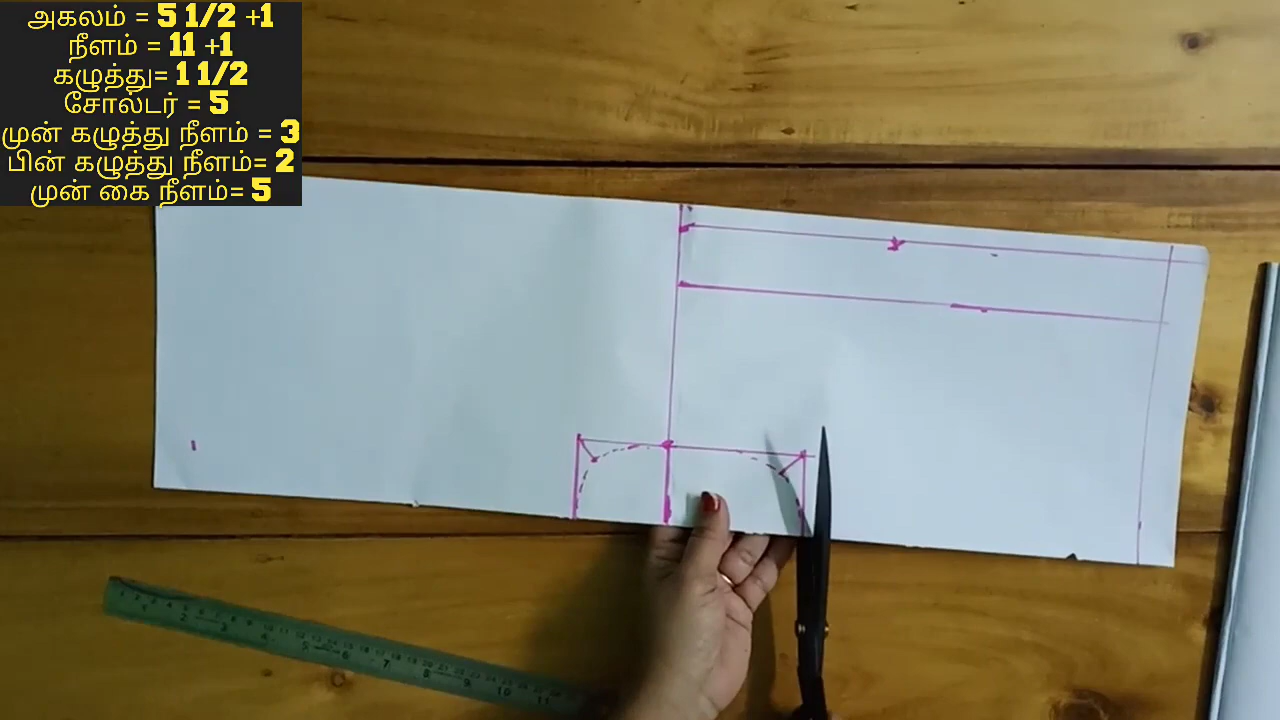 அகலம் = 5 1/2 +1
நீளம் = 11 +1
கழுத்து= 1 1/2
சோல்டர் = 5
முன் கழுத்து நீளம் = 3
பின் கழுத்து நீளம்= 2
முன் கை நீளம்= 5